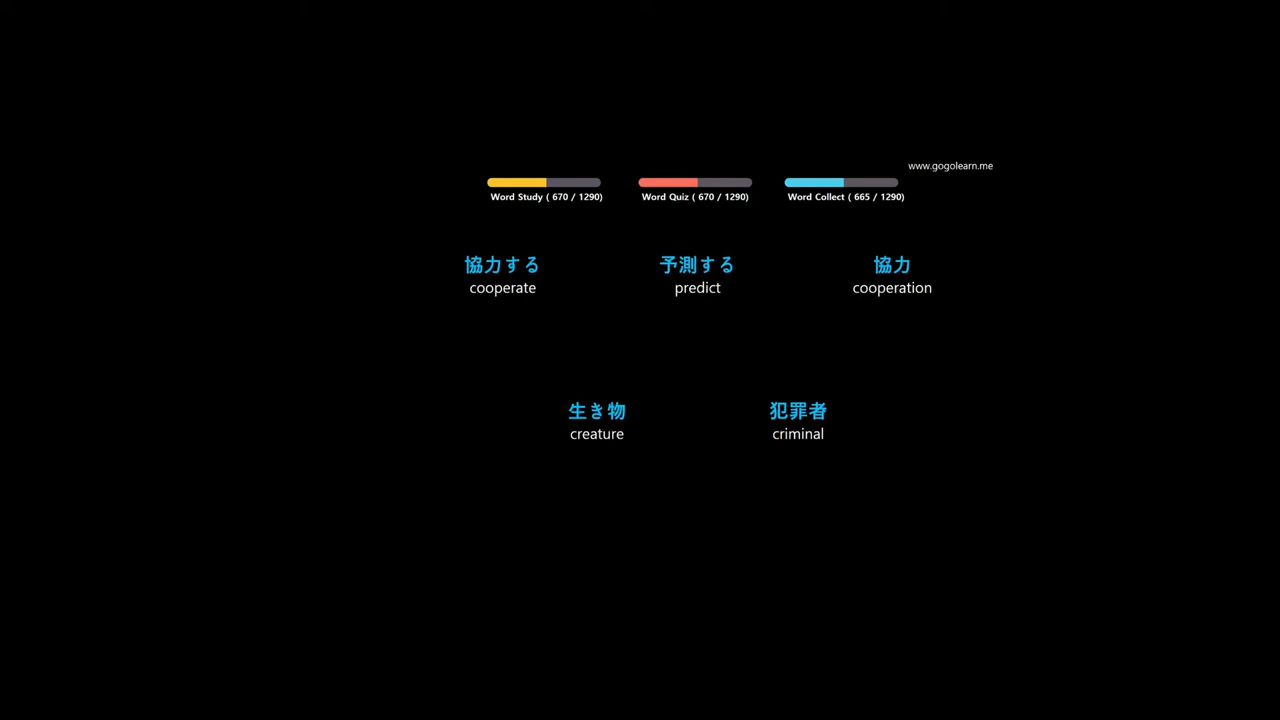 www.gogolearn.me
Word Study ( 670 / 1290) Word Quiz ( 670 / 1290) Word Collect ( 665 / 1290)
協力する 予測する 協力
cooperate predict cooperation
生き物 犯罪者
creature criminal